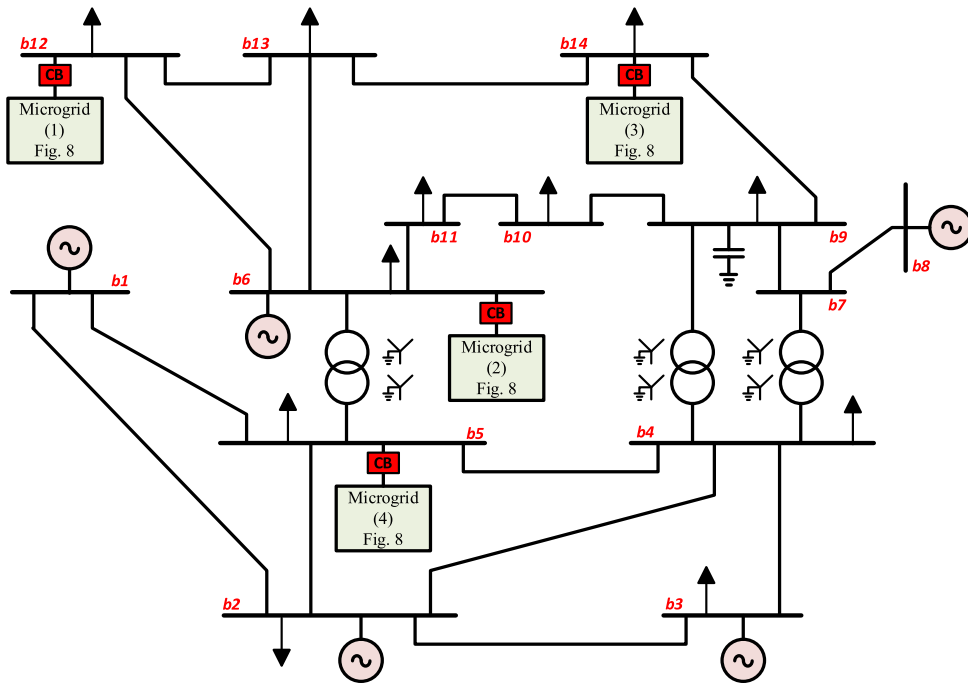 b12
b13
b14
CB
CB
Microgrid
(1)
Fig. 8
Microgrid
(3)
Fig. 8
b11
b10
b9
b8
b1
b6
b7
CB
Microgrid
(2)
Fig. 8
b5
b4
CB
Microgrid
(4)
Fig. 8
b2
b3